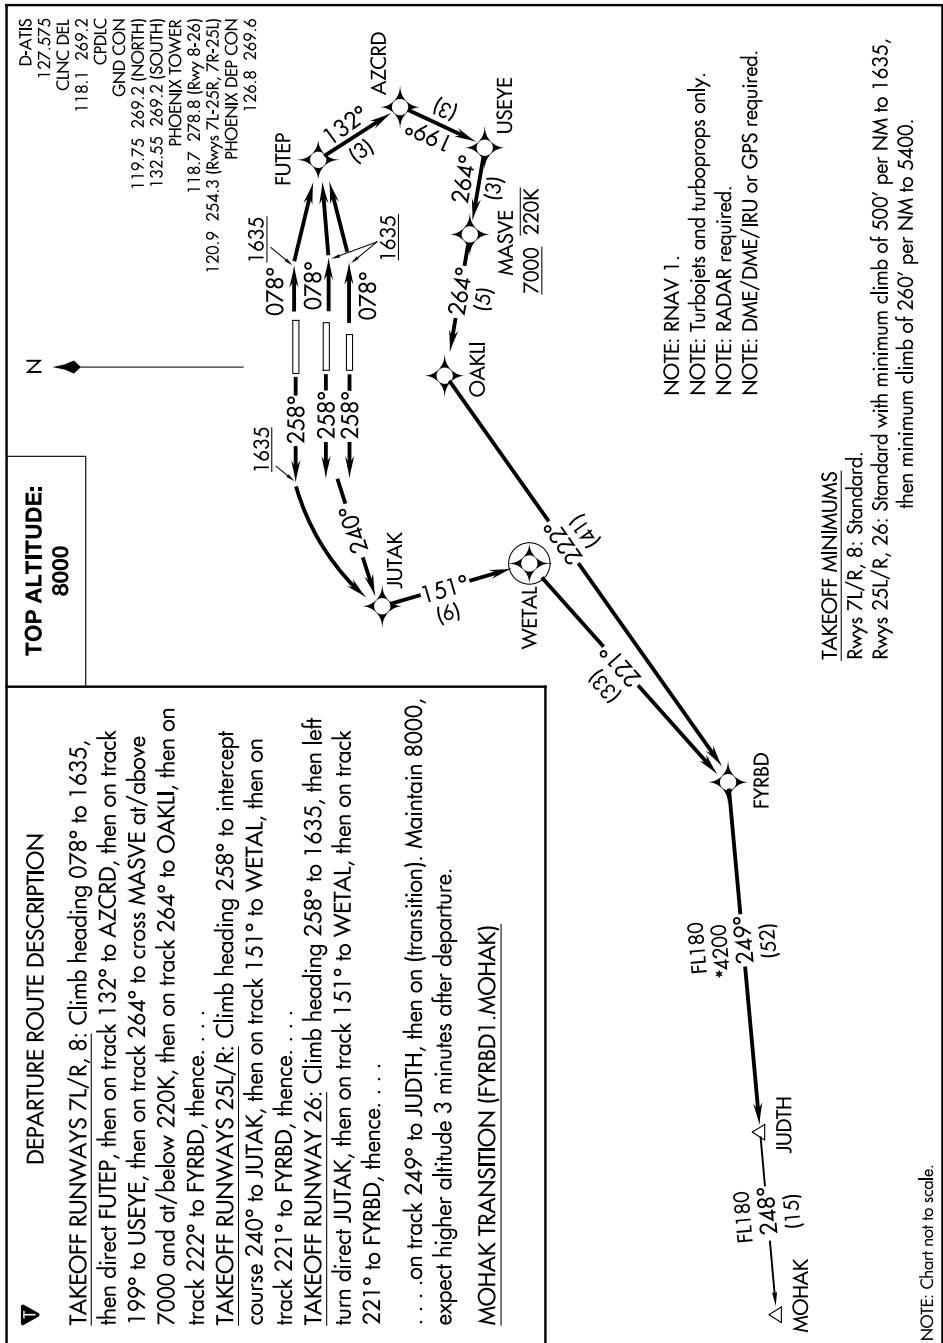 DEPARTURE ROUTE DESCRIPTION
TAKEOFF RUNWAYS 7L/R, 8: Climb heading 078° to 1635,
then direct FUTEP, then on track 132° to AZCRD, then on track
199° to USEYE, then on track 264° to cross MASVE at/above
7000 and at/below 220K, then on track 264° to OAKLI, then on
track 222° to FYRBD, thence. . . .
TAKEOFF RUNWAYS 25L/R: Climb heading 258° to intercept
course 240° to JUTAK, then on track 151° to WETAL, then on
track 221° to FYRBD, thence. . . .
TAKEOFF RUNWAY 26: Climb heading 258° to 1635, then left
turn direct JUTAK, then on track 151° to WETAL, then on track
221° to FYRBD, thence. . . .
. . . .on track 249° to JUDTH, then on (transition). Maintain 8000,
expect higher altitude 3 minutes after departure.
MOHAK TRANSITION (FYRBD1.MOHAK)
TOP ALTITUDE:
8000
N
D-ATIS
127.575
CLNC DEL
118.1 269.2
CPDLC
GND CON
119.75 269.2 (NORTH)
132.55 269.2 (SOUTH)
PHOENIX TOWER
118.7 278.8 (Rwy 8-26)
120.9 254.3 (Rwys 7L-25R, 7R-25L)
PHOENIX DEP CON
126.8 269.6
1635
258°
258°
258°
240°
JUTAK
151°
(6)
WETAL
221°
(33)
1635
078°
078°
078°
1635
FUTEP
132°
(3)
AZCRD
199°
(3)
USEYE
264°
(3)
MASVE
7000 220K
264°
(5)
OAKLI
222°
(41)
FYRBD
FL180
*4200
249°
(52)
JUDTH
FL180
248°
(15)
MOHAK
NOTE: RNAV 1.
NOTE: Turbojets and turboprops only.
NOTE: RADAR required.
NOTE: DME/DME/IRU or GPS required.
TAKEOFF MINIMUMS
Rwys 7L/R, 8: Standard.
Rwys 25L/R, 26: Standard with minimum climb of 500' per NM to 1635,
then minimum climb of 260' per NM to 5400.
NOTE: Chart not to scale.